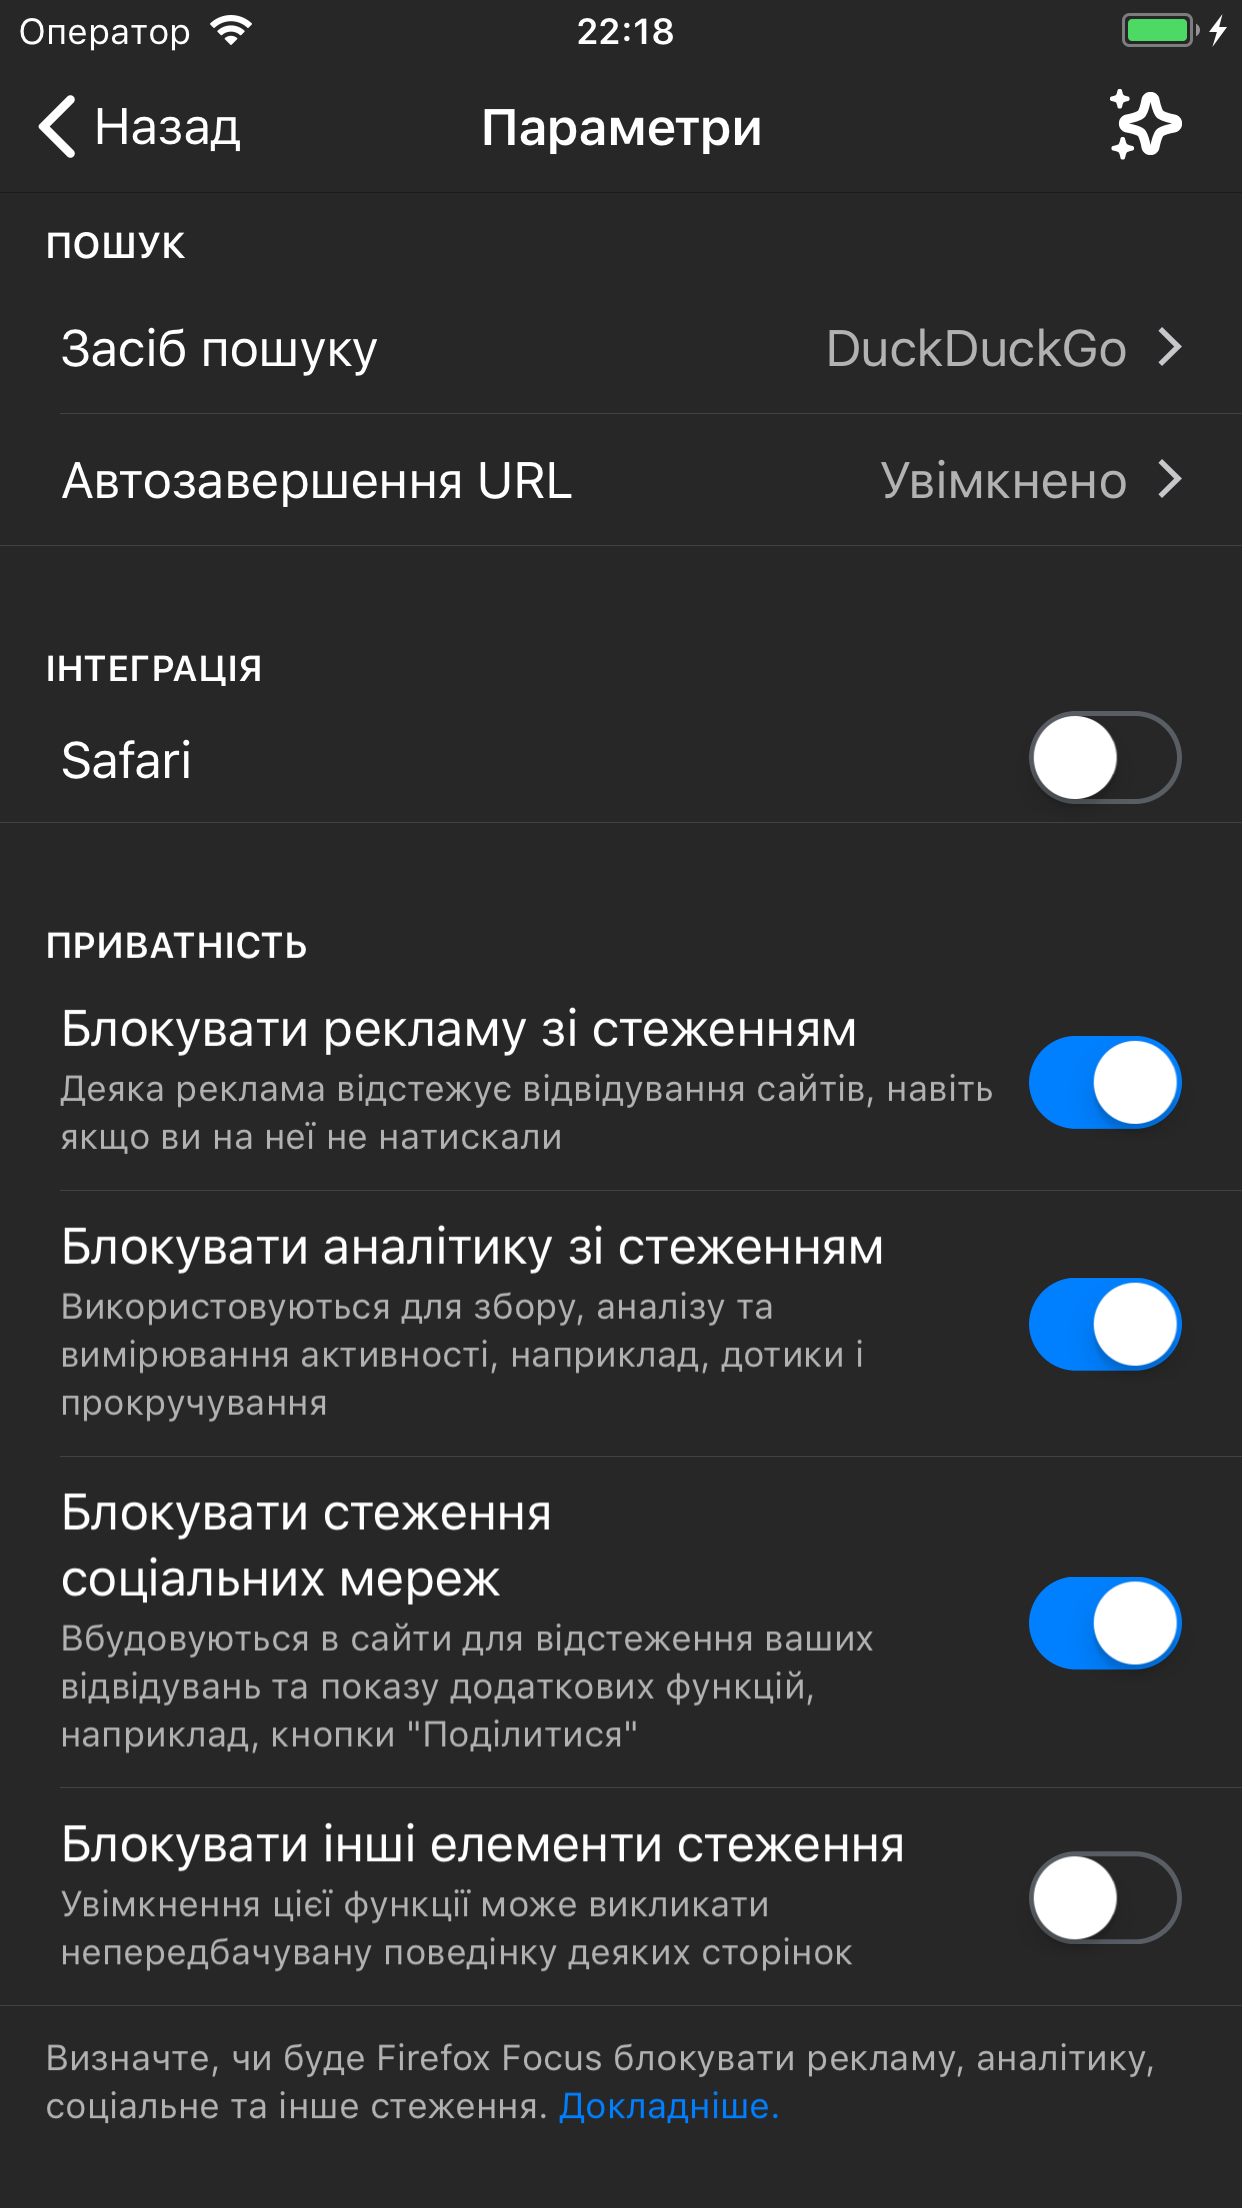 Оператор 22:18
Назад Параметри
ПОШУК
Засіб пошуку DuckDuckGo
Автозавершення URL Увімкнено
ІНТЕГРАЦІЯ
Safari
ПРИВАТНІСТЬ
Блокувати рекламу зі стеженням
Деяка реклама відстежує відвідування сайтів, навіть
якщо ви на неї не натискали
Блокувати аналітику зі стеженням
Використовуються для збору, аналізу та
вимірювання активності, наприклад, дотики і
прокручування
Блокувати стеження
соціальних мереж
Вбудовуються в сайти для відстеження ваших
відвідувань та показу додаткових функцій,
наприклад, кнопки "Поділитися"
Блокувати інші елементи стеження
Увімкнення цієї функції може викликати
непередбачувану поведінку деяких сторінок
Визначте, чи буде Firefox Focus блокувати рекламу, аналітику,
соціальне та інше стеження. Докладніше.